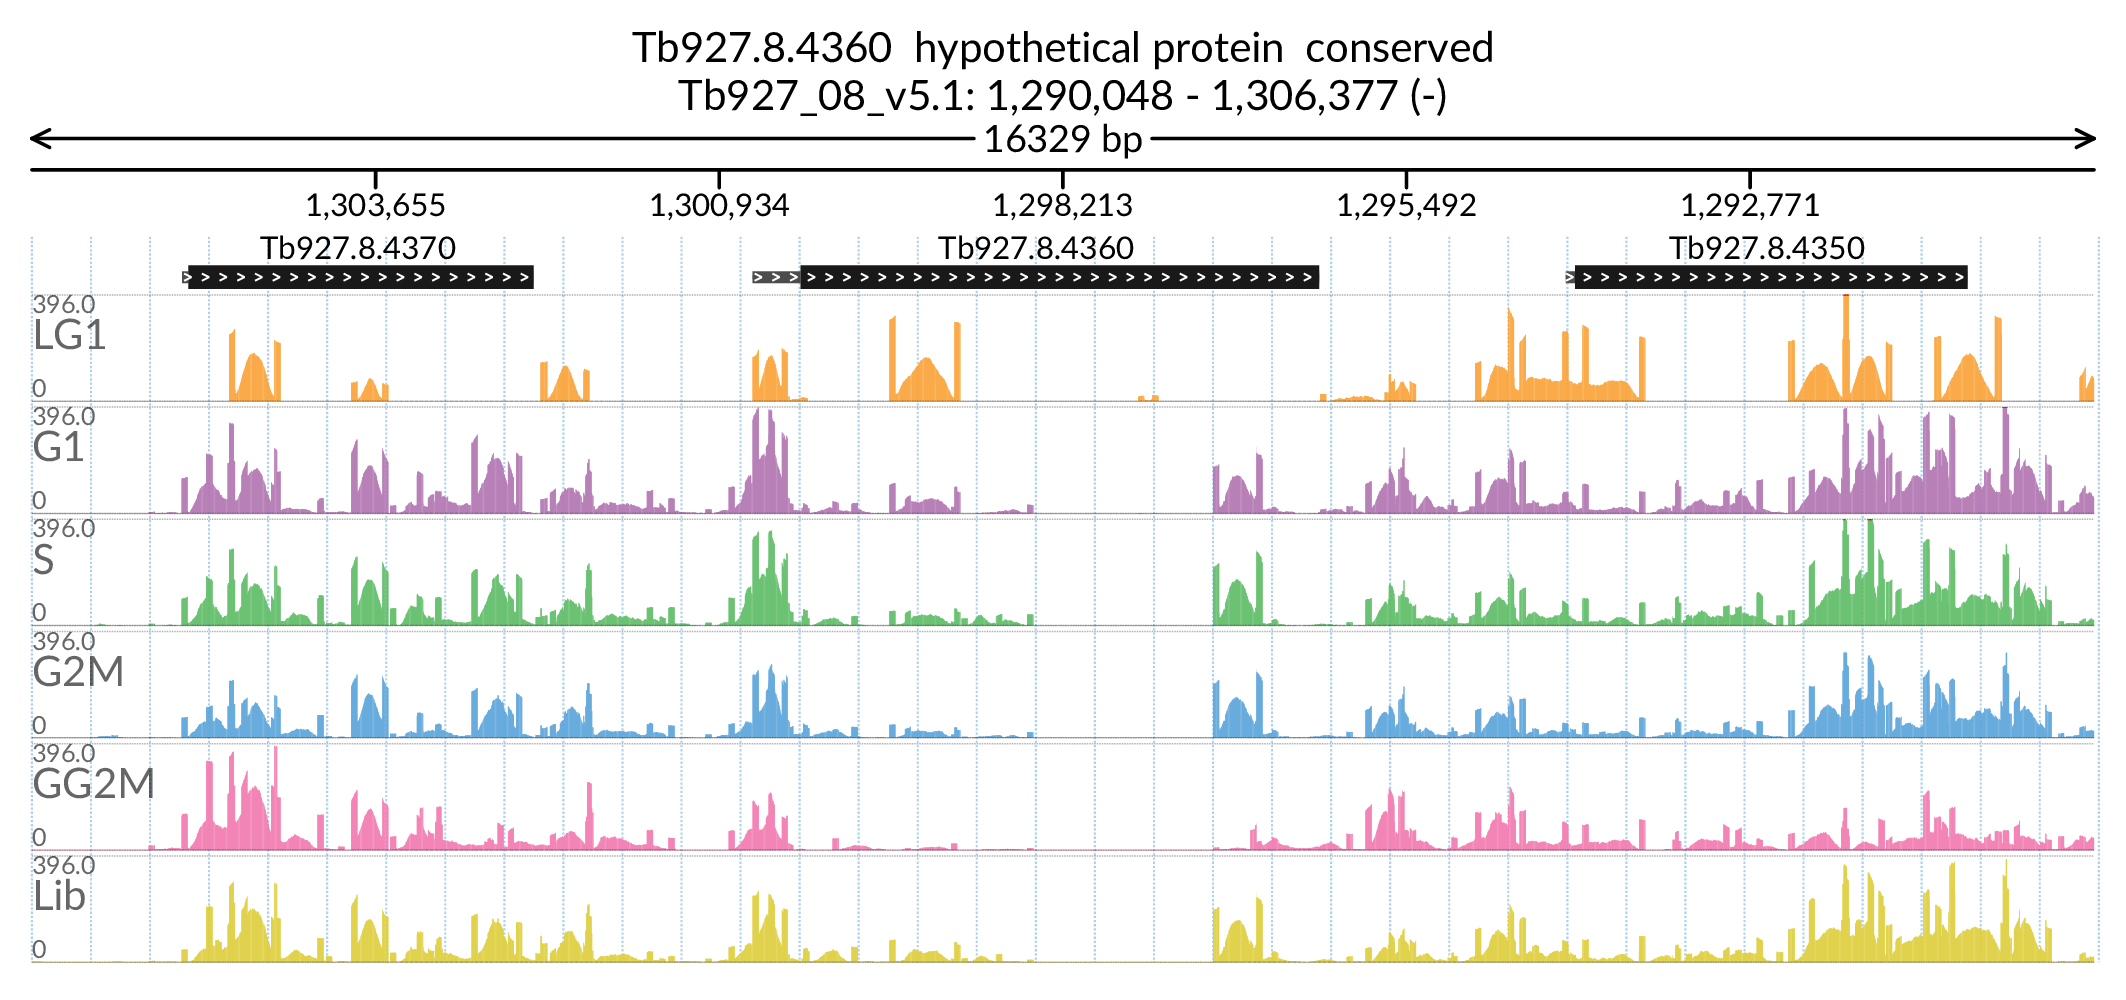 Tb927.8.4360 hypothetical protein conserved
Tb927_08_v5.1: 1,290,048 - 1,306,377 (-)
16329 bp
1,303,655 1,300,934 1,298,213 1,295,492 1,292,771
Tb927.8.4370 Tb927.8.4360 Tb927.8.4350
396.0
LG1
0
396.0
G1
0
396.0
S
0
396.0
G2M
0
396.0
GG2M
0
396.0
Lib
0